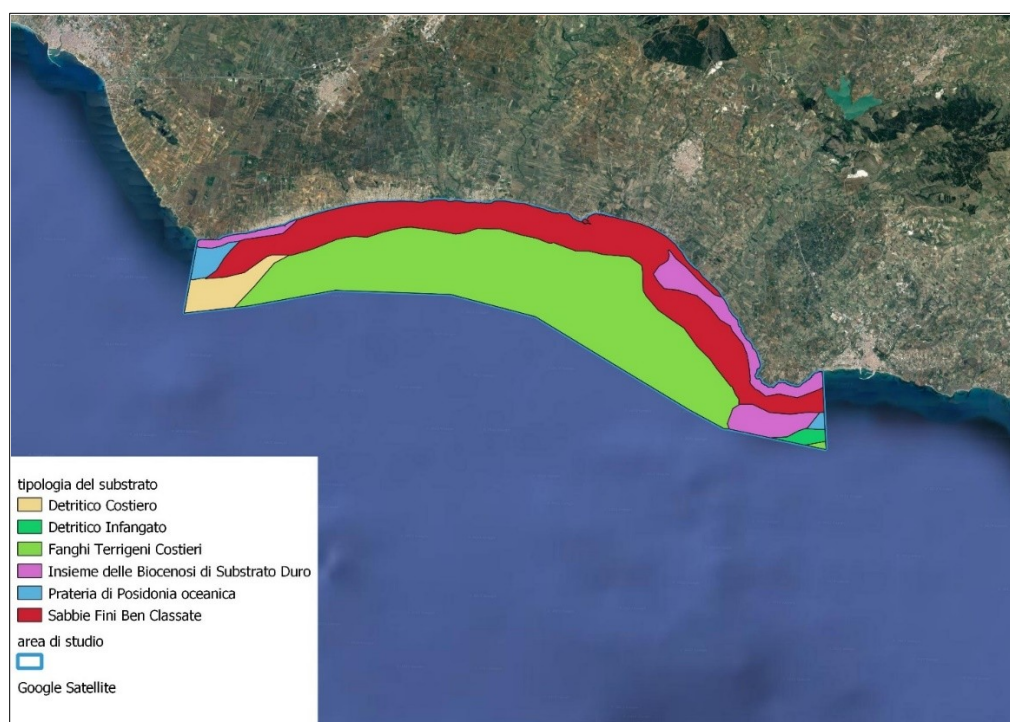 tipologia del substrato
Detritico Costiero
Detritico Infangato
Fanghi Terrigeni Costieri
Insieme delle Biocenosi di Substrato Duro
Prateria di Posidonia oceanica
Sabbie Fini Ben Classate
area di studio
Google Satellite